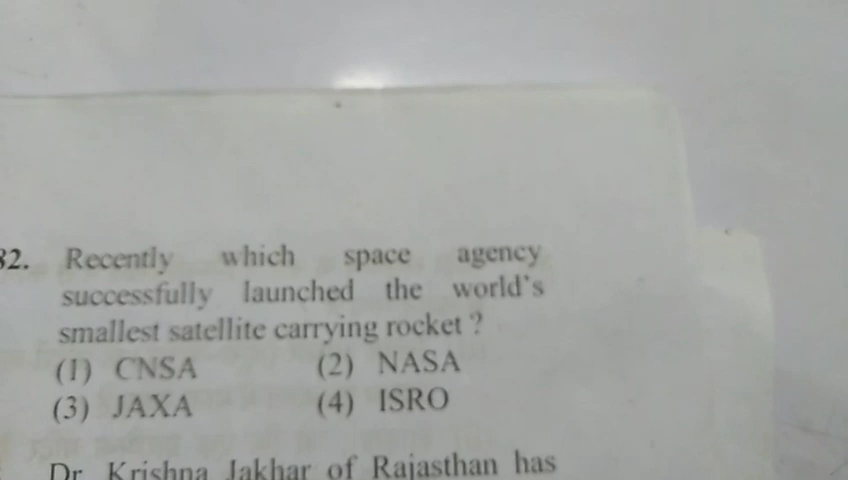 32. Recently which space agency
successfully launched the world's
smallest satellite carrying rocket ?
(1) CNSA (2) NASA
(3) JAXA (4) ISRO
Dr. Krishna Jakhar of Rajasthan has